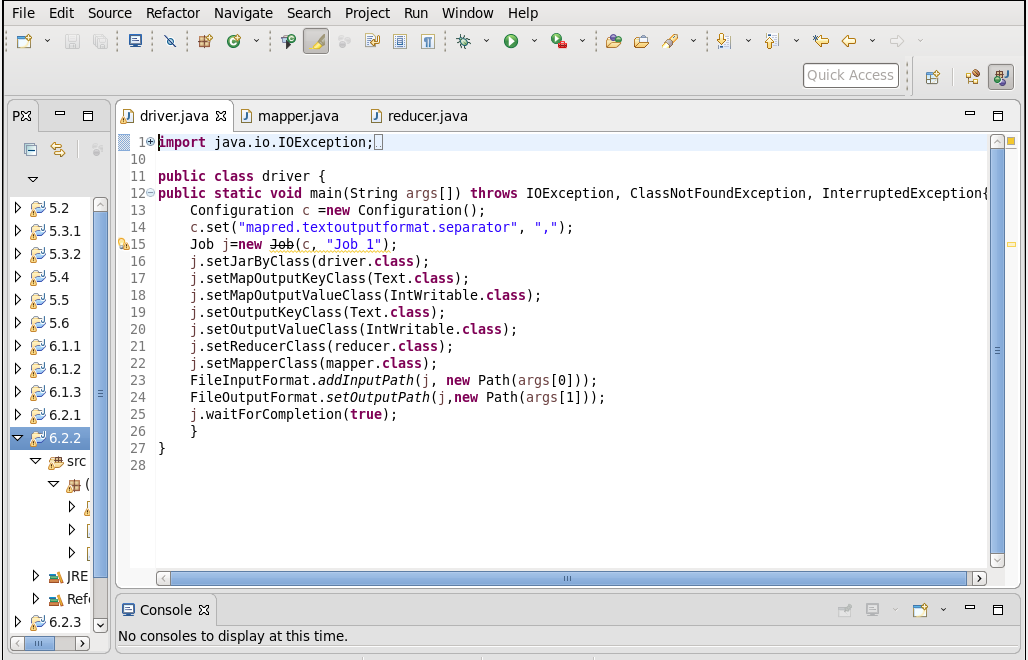 File Edit Source Refactor Navigate Search Project Run Window Help
Quick Access
P
driver.java mapper.java reducer.java
5.2
5.3.1
5.3.2
5.4
5.5
5.6
6.1.1
6.1.2
6.1.3
6.2.1
6.2.2
src
(
JRE
Refe
6.2.3
1 import java.io.IOException;
10
11 public class driver {
12 public static void main(String args[]) throws IOException, ClassNotFoundException, InterruptedException{
13 Configuration c =new Configuration();
14 c.set("mapred.textoutputformat.separator", ",");
15 Job j=new Job(c, "Job 1");
16 j.setJarByClass(driver.class);
17 j.setMapOutputKeyClass(Text.class);
18 j.setMapOutputValueClass(IntWritable.class);
19 j.setOutputKeyClass(Text.class);
20 j.setOutputValueClass(IntWritable.class);
21 j.setReducerClass(reducer.class);
22 j.setMapperClass(mapper.class);
23 FileInputFormat.addInputPath(j, new Path(args[0]));
24 FileOutputFormat.setOutputPath(j,new Path(args[1]));
25 j.waitForCompletion(true);
26 }
27 }
28
Console
No consoles to display at this time.